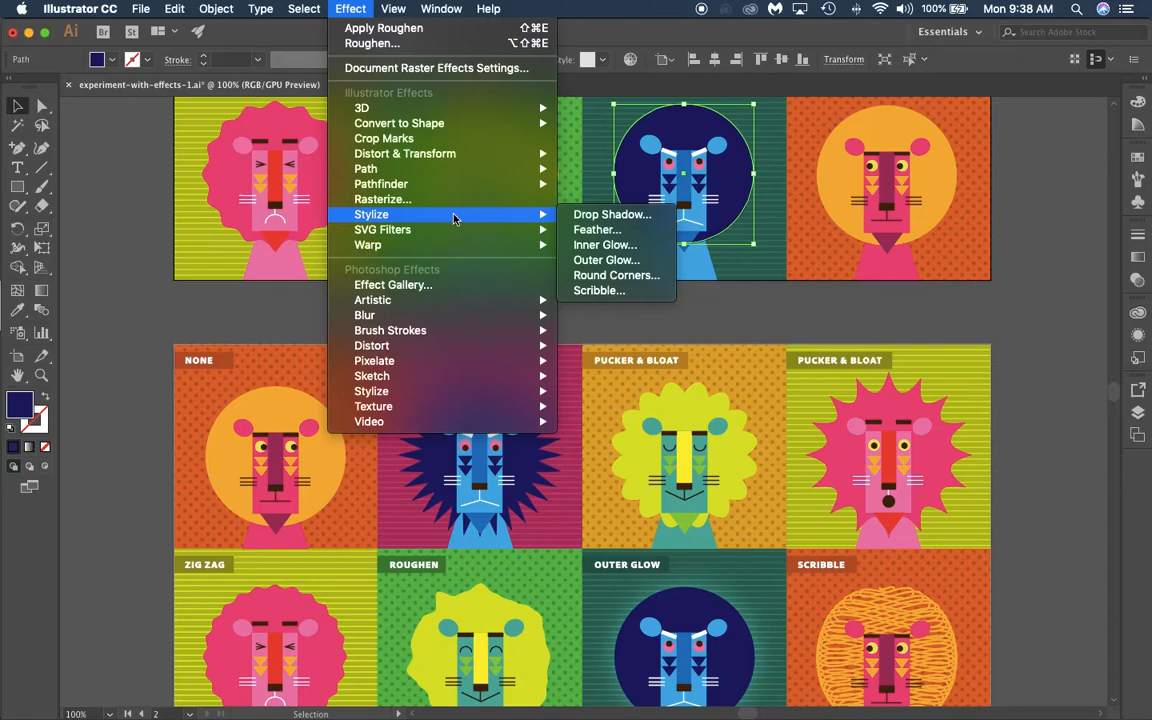 Illustrator CC File Edit Object Type Select Effect View Window Help 100% Mon 9:38 AM
Ai Br St Essentials Search Adobe Stock
Path Stroke: Style: Transform
× experiment-with-effects-1.ai* @ 100% (RGB/GPU Preview)
Apply Roughen ⇧⌘E
Roughen... ⌥⇧⌘E
Document Raster Effects Settings...
Illustrator Effects
3D
Convert to Shape
Crop Marks
Distort & Transform
Path
Pathfinder
Rasterize...
Stylize
SVG Filters
Warp
Photoshop Effects
Effect Gallery...
Artistic
Blur
Brush Strokes
Distort
Pixelate
Sketch
Stylize
Texture
Video
Drop Shadow...
Feather...
Inner Glow...
Outer Glow...
Round Corners...
Scribble...
NONE
PUCKER & BLOAT
PUCKER & BLOAT
ZIG ZAG
ROUGHEN
OUTER GLOW
SCRIBBLE
100% 2 Selection